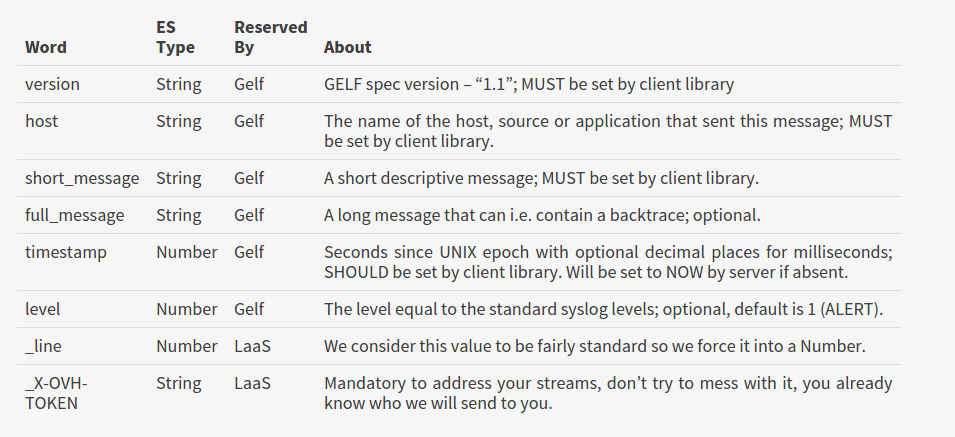 Word ES Type Reserved By About
version String Gelf GELF spec version – “1.1”; MUST be set by client library
host String Gelf The name of the host, source or application that sent this message; MUST
be set by client library.
short_message String Gelf A short descriptive message; MUST be set by client library.
full_message String Gelf A long message that can i.e. contain a backtrace; optional.
timestamp Number Gelf Seconds since UNIX epoch with optional decimal places for milliseconds;
SHOULD be set by client library. Will be set to NOW by server if absent.
level Number Gelf The level equal to the standard syslog levels; optional, default is 1 (ALERT).
_line Number LaaS We consider this value to be fairly standard so we force it into a Number.
_X-OVH- String LaaS Mandatory to address your streams, don’t try to mess with it, you already
TOKEN know who we will send to you.